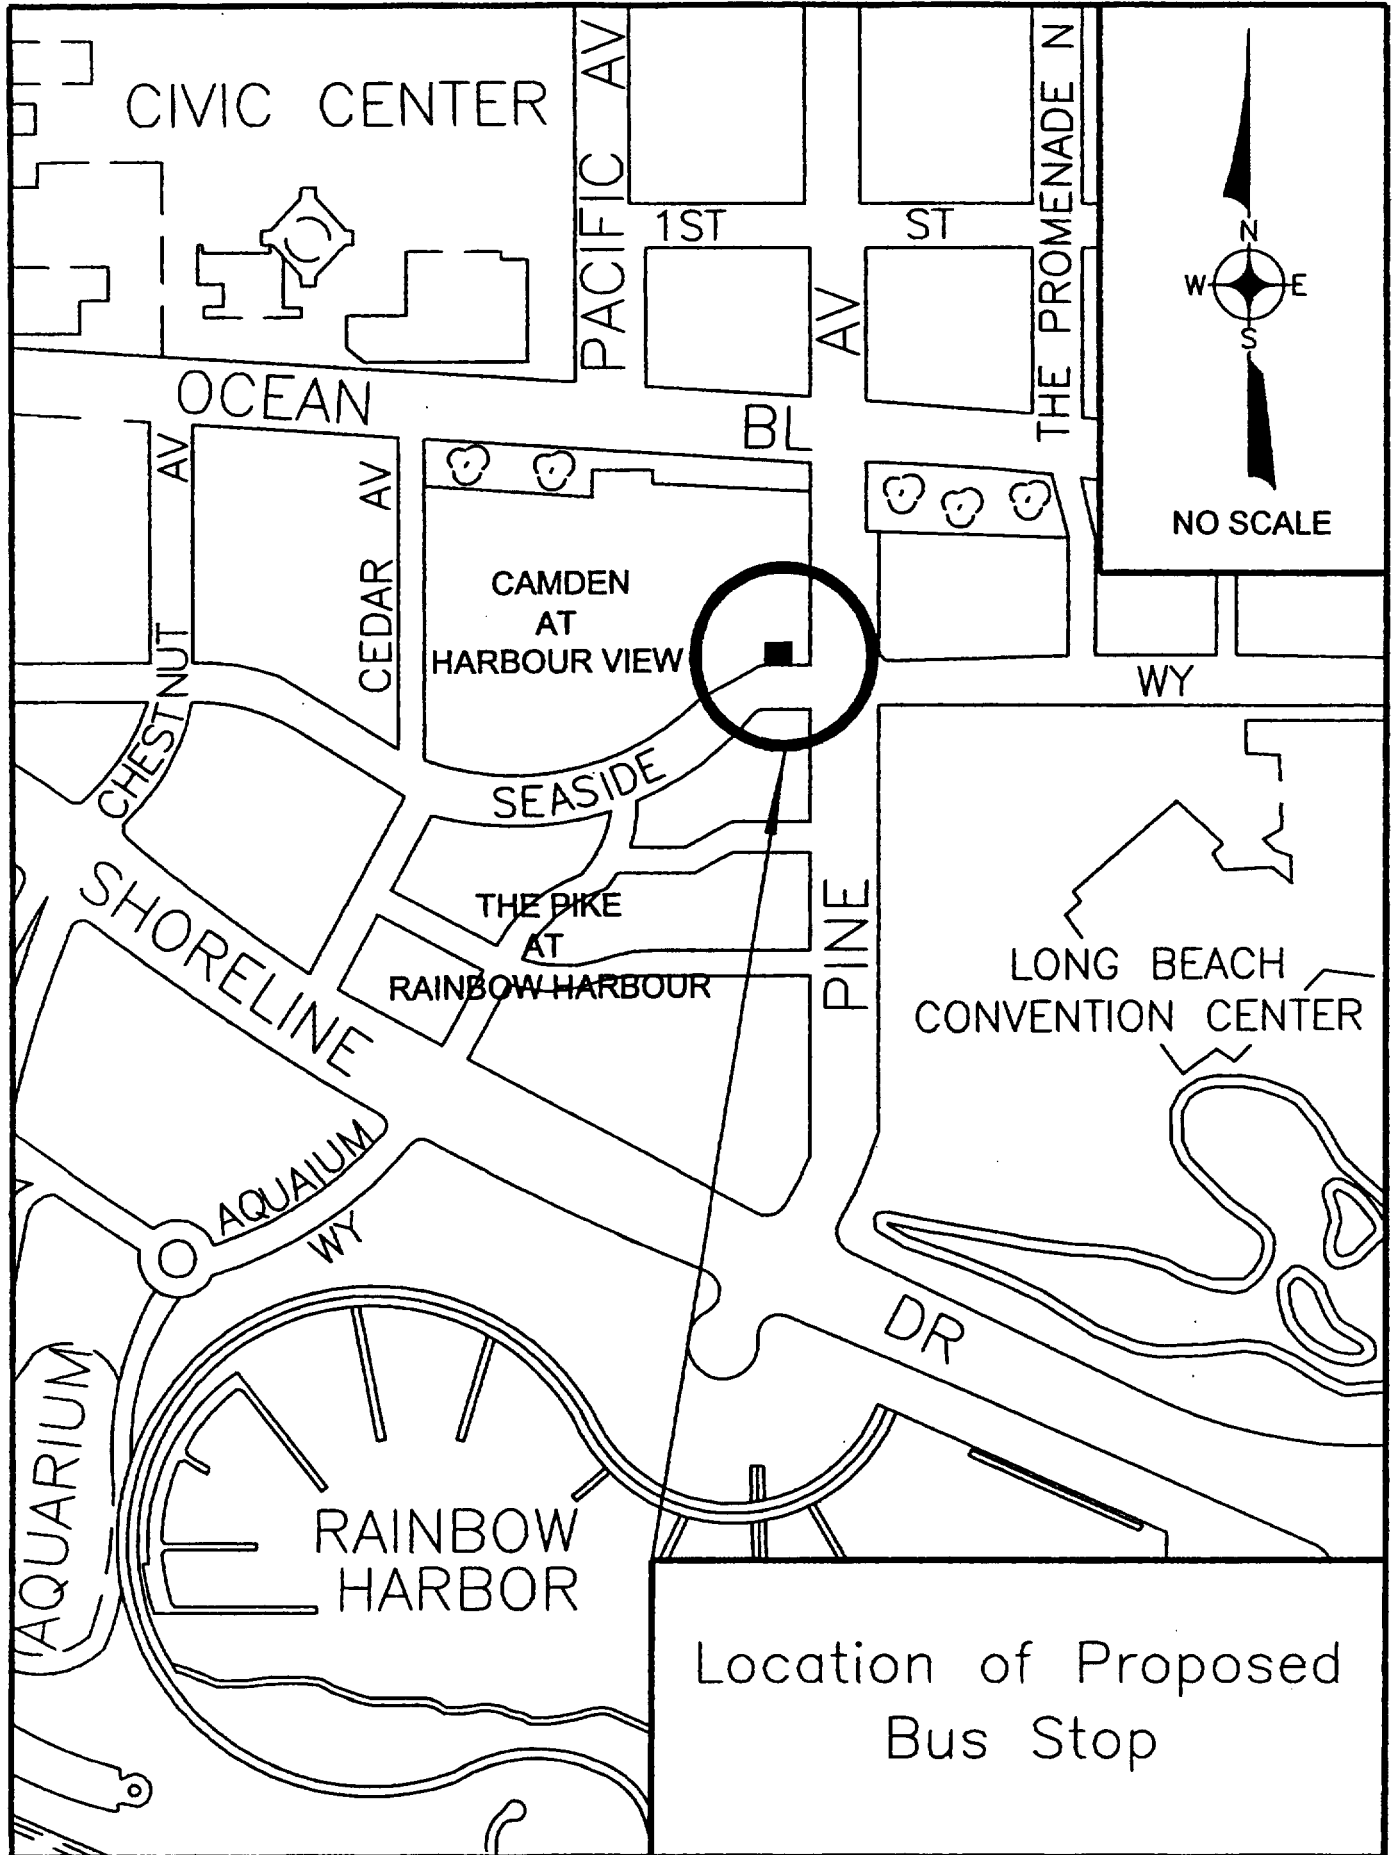 CIVIC CENTER
PACIFIC AV
THE PROMENADE N
1ST ST
N
W E
S
NO SCALE
AV
OCEAN BL
CHESTNUT AV
CEDAR AV
CAMDEN
AT
HARBOUR VIEW
WY
SEASIDE
SHORELINE
THE PIKE
AT
RAINBOW HARBOUR
PINE
LONG BEACH
CONVENTION CENTER
AQUAIUM
WY
DR
AQUARIUM
RAINBOW
HARBOR
Location of Proposed
Bus Stop